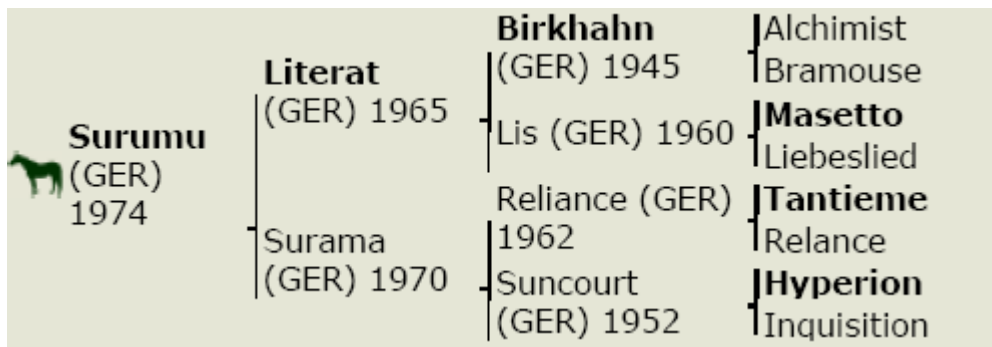 Surumu
(GER)
1974
Literat
(GER) 1965
Surama
(GER) 1970
Birkhahn
(GER) 1945
Lis (GER) 1960
Reliance (GER)
1962
Suncourt
(GER) 1952
Alchimist
Bramouse
Masetto
Liebeslied
Tantieme
Relance
Hyperion
Inquisition